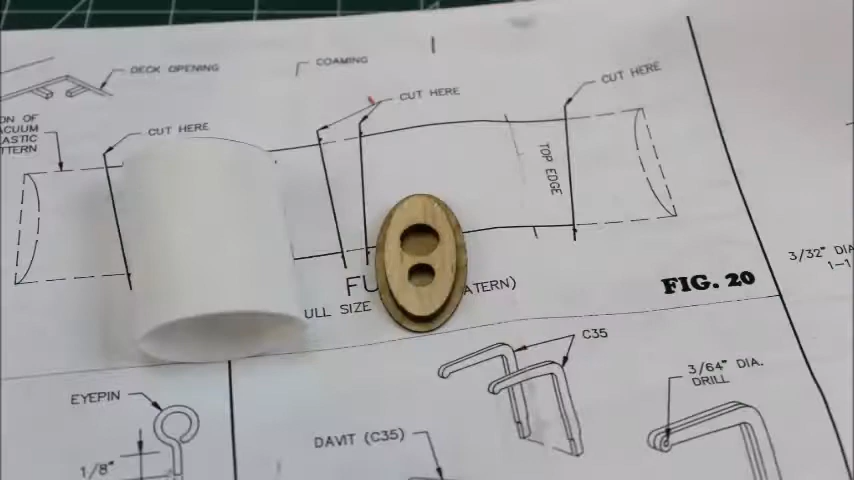 DECK OPENING
COAMING
CUT HERE
CUT HERE
CUT HERE
ON OF
ACUUM
ASTIC
TTERN
TOP EDGE
FU
ULL SIZE
ATERN)
FIG. 20
3/32" DIA
1-1
C35
3/64" DIA.
DRILL
EYEPIN
1/8"
DAVIT (C35)